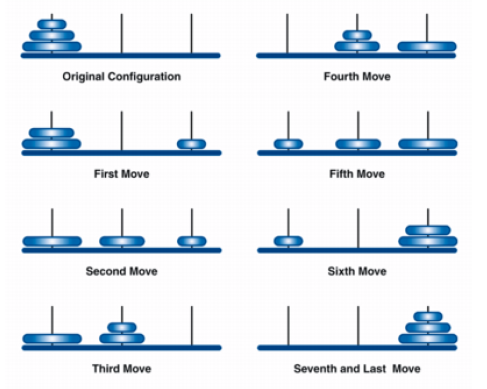 Original Configuration
First Move
Second Move
Third Move
Fourth Move
Fifth Move
Sixth Move
Seventh and Last Move